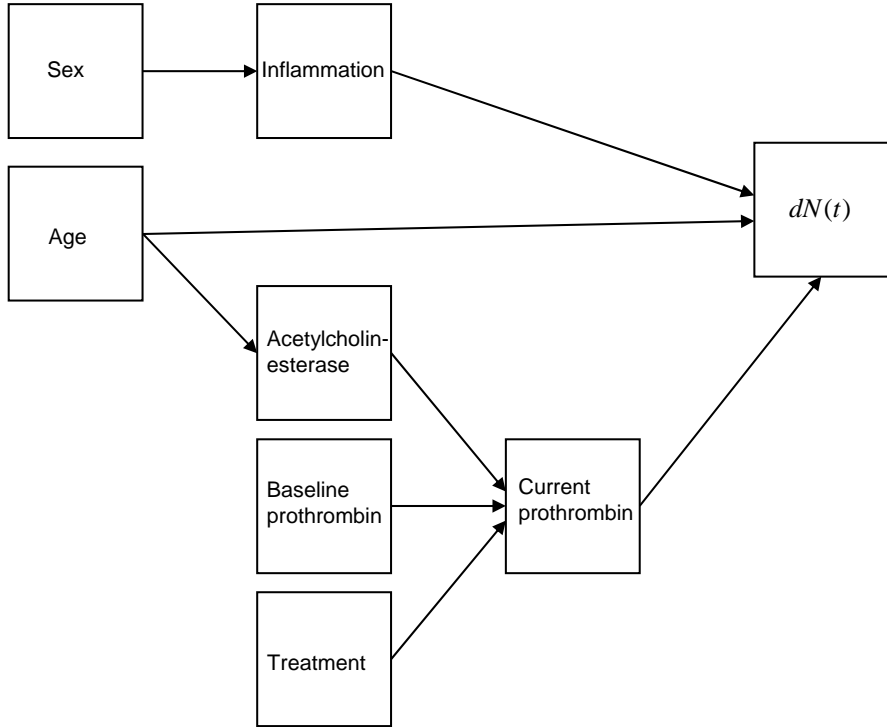 Sex
Inflammation
dN(t)
Age
Acetylcholin-
esterase
Baseline
prothrombin
Current
prothrombin
Treatment